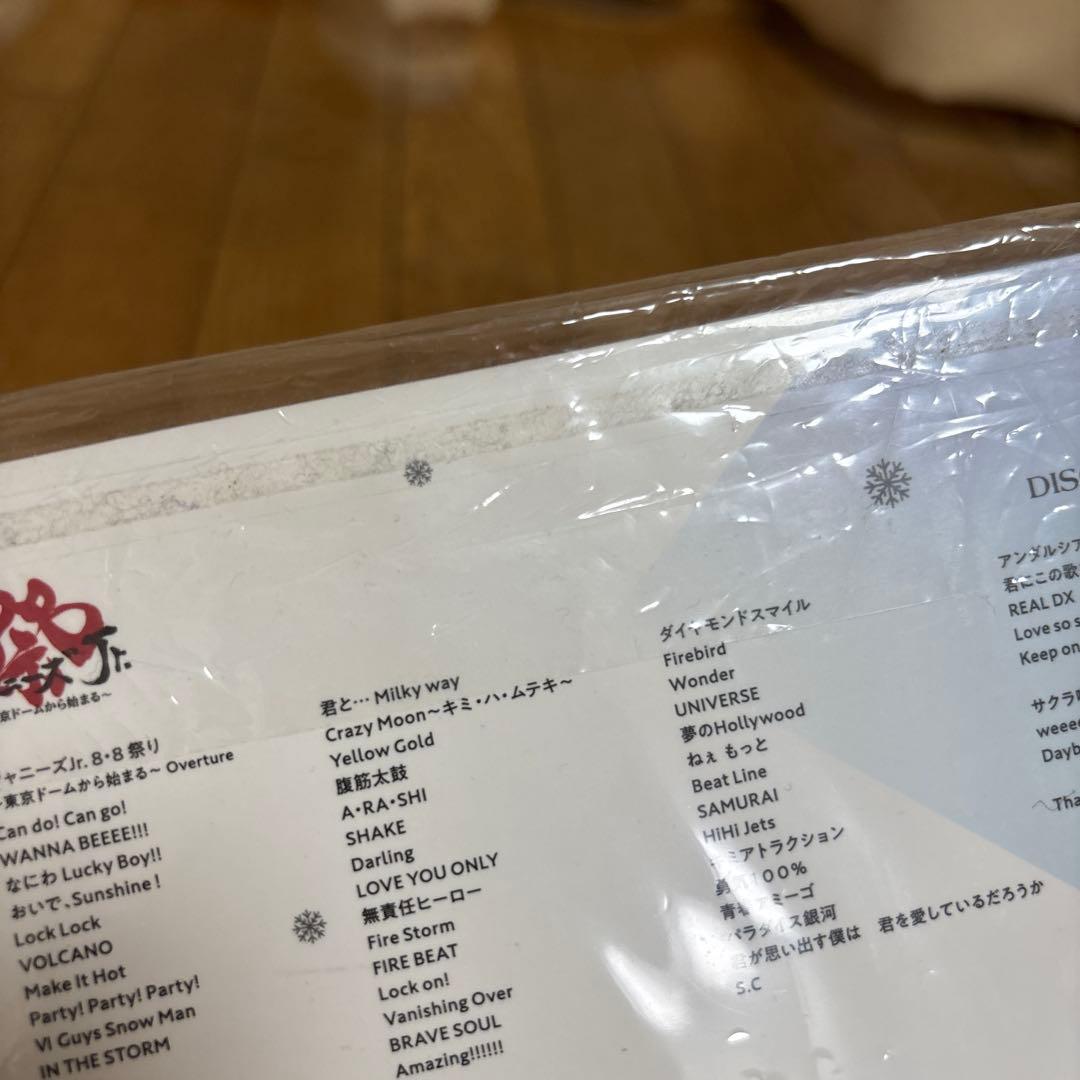 祭
ニーズJr.
京ドームから始まる～
ャニーズJr. 8・8 祭り
東京ドームから始まる～ Overture
Can do! Can go!
WANNA BEEEE!!!
なにわ Lucky Boy!!
おいで、Sunshine!
Lock Lock
VOLCANO
Make It Hot
Party! Party! Party!
VI Guys Snow Man
IN THE STORM
君と… Milky way
Crazy Moon～キミ・ハ・ムテキ～
Yellow Gold
腹筋太鼓
A・RA・SHI
SHAKE
Darling
LOVE YOU ONLY
無責任ヒーロー
Fire Storm
FIRE BEAT
Lock on!
Vanishing Over
BRAVE SOUL
Amazing!!!!!!
ダイヤモンドスマイル
Firebird
Wonder
UNIVERSE
夢のHollywood
ねぇ もっと
Beat Line
SAMURAI
HiHi Jets
ミアトラクション
勇気100%
青春アミーゴ
パラダイス銀河
君が思い出す僕は 君を愛しているだろうか
S.C
DIS
アンダルシア
君にこの歌
REAL DX
Love so s
Keep on
サクラ
weeee
Dayb
～Tha